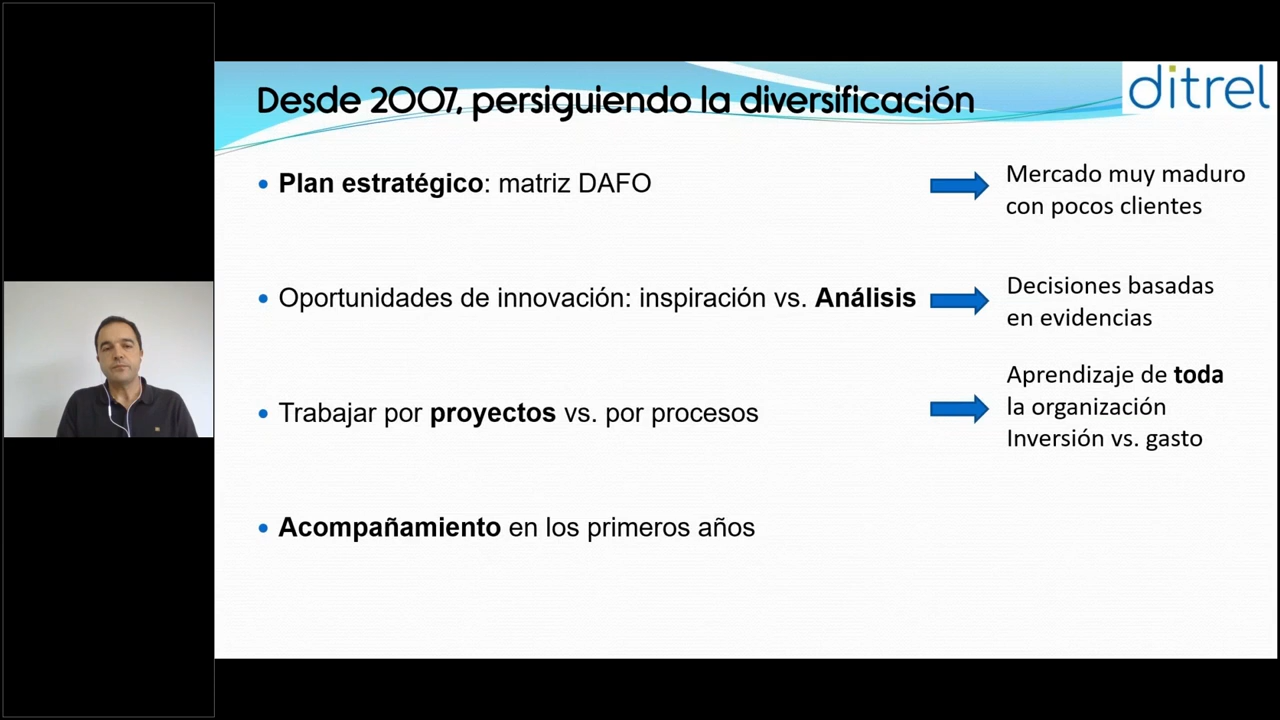 Desde 2007, persiguiendo la diversificación
ditrel
Plan estratégico: matriz DAFO
Mercado muy maduro
con pocos clientes
Oportunidades de innovación: inspiración vs. Análisis
Decisiones basadas
en evidencias
Trabajar por proyectos vs. por procesos
Aprendizaje de toda
la organización
Inversión vs. gasto
Acompañamiento en los primeros años